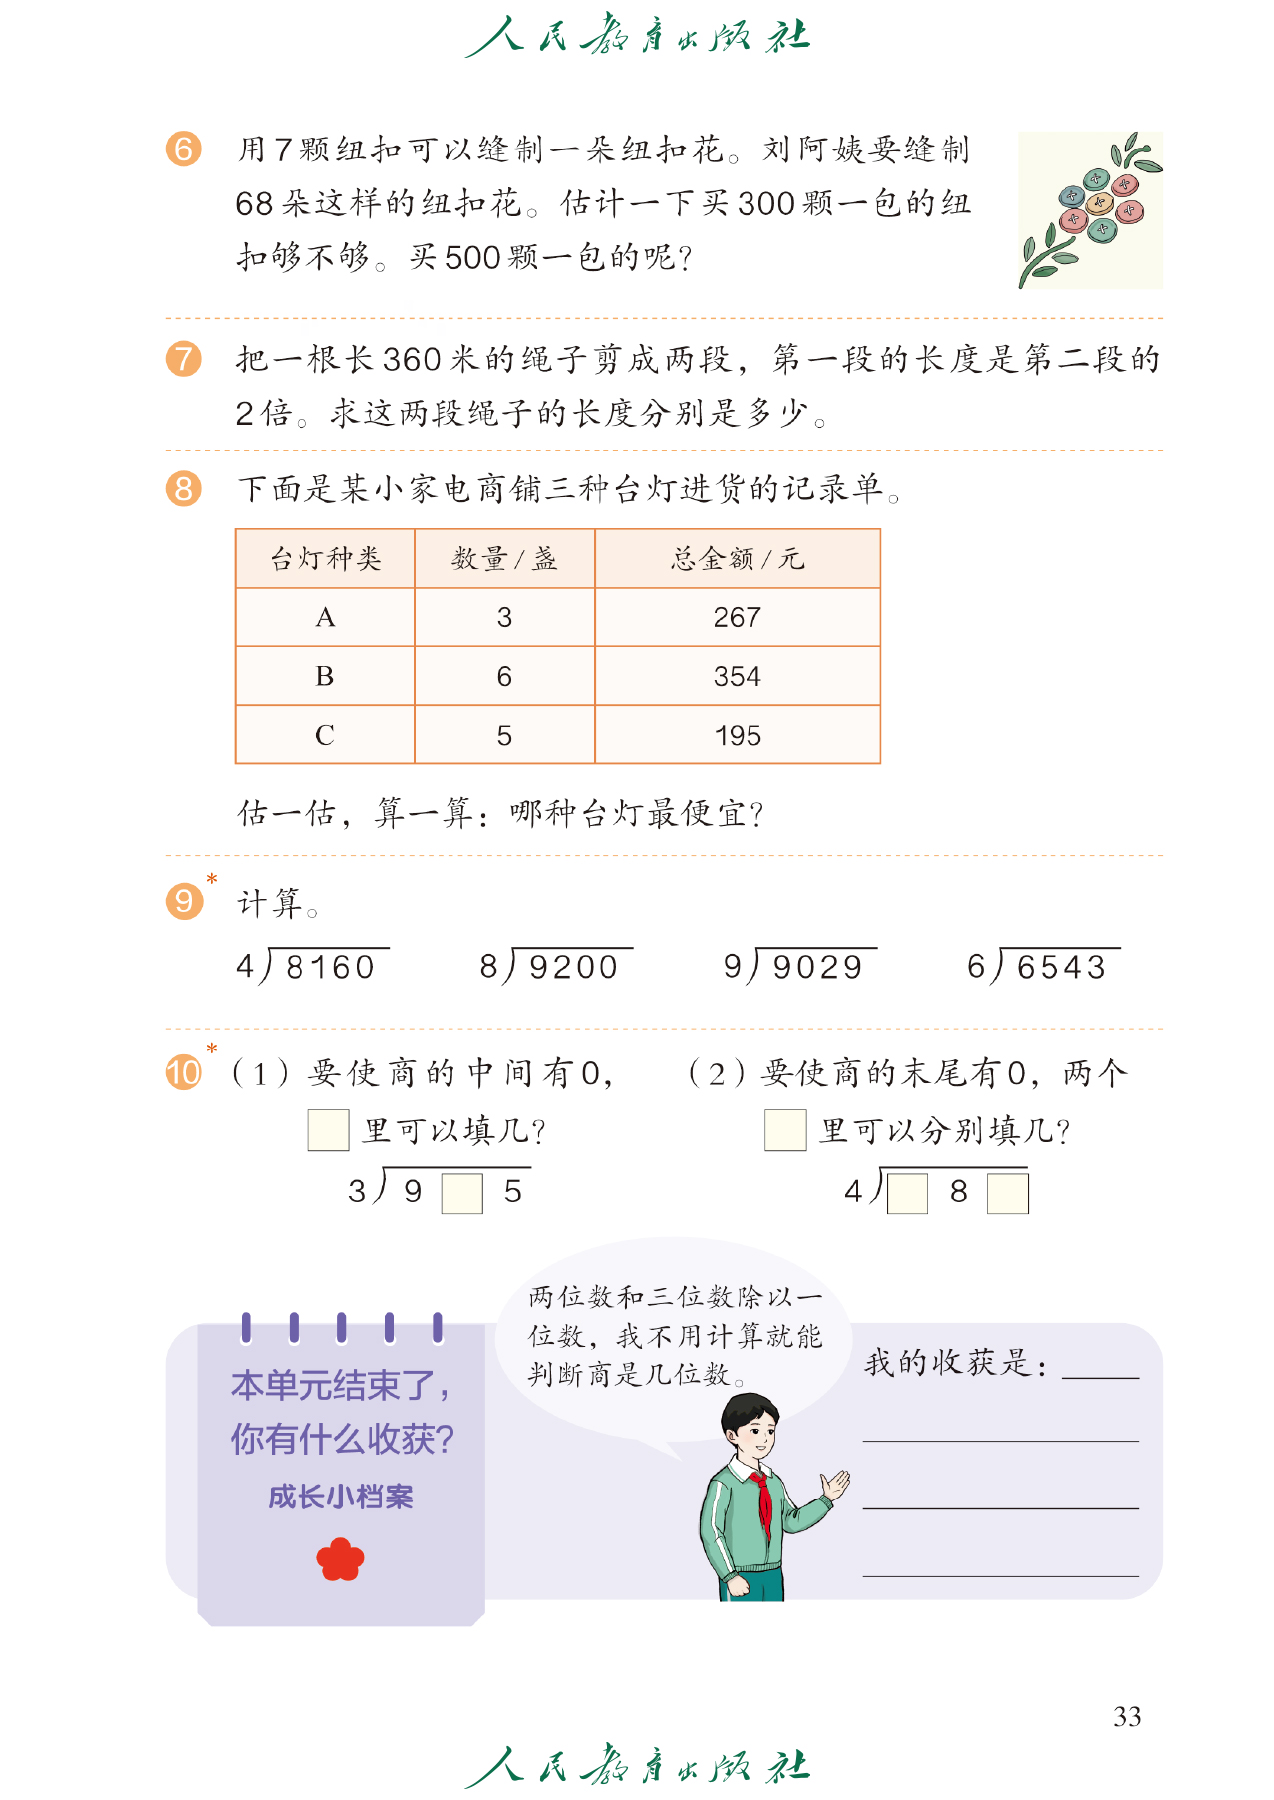 人民教育出版社
6 用7颗纽扣可以缝制一朵纽扣花。刘阿姨要缝制
68朵这样的纽扣花。估计一下买300颗一包的纽
扣够不够。买500颗一包的呢？
7 把一根长360米的绳子剪成两段，第一段的长度是第二段的
2倍。求这两段绳子的长度分别是多少。
8 下面是某小家电商铺三种台灯进货的记录单。
台灯种类 数量/盏 总金额/元
A 3 267
B 6 354
C 5 195
估一估，算一算：哪种台灯最便宜？
9* 计算。
4)8160 8)9200 9)9029 6)6543
10* （1）要使商的中间有0， （2）要使商的末尾有0，两个
□里可以填几？ □里可以分别填几？
3)9□5 4)□8□
两位数和三位数除以一
位数，我不用计算就能
判断商是几位数。
本单元结束了，
你有什么收获？
成长小档案
我的收获是：
33
人民教育出版社